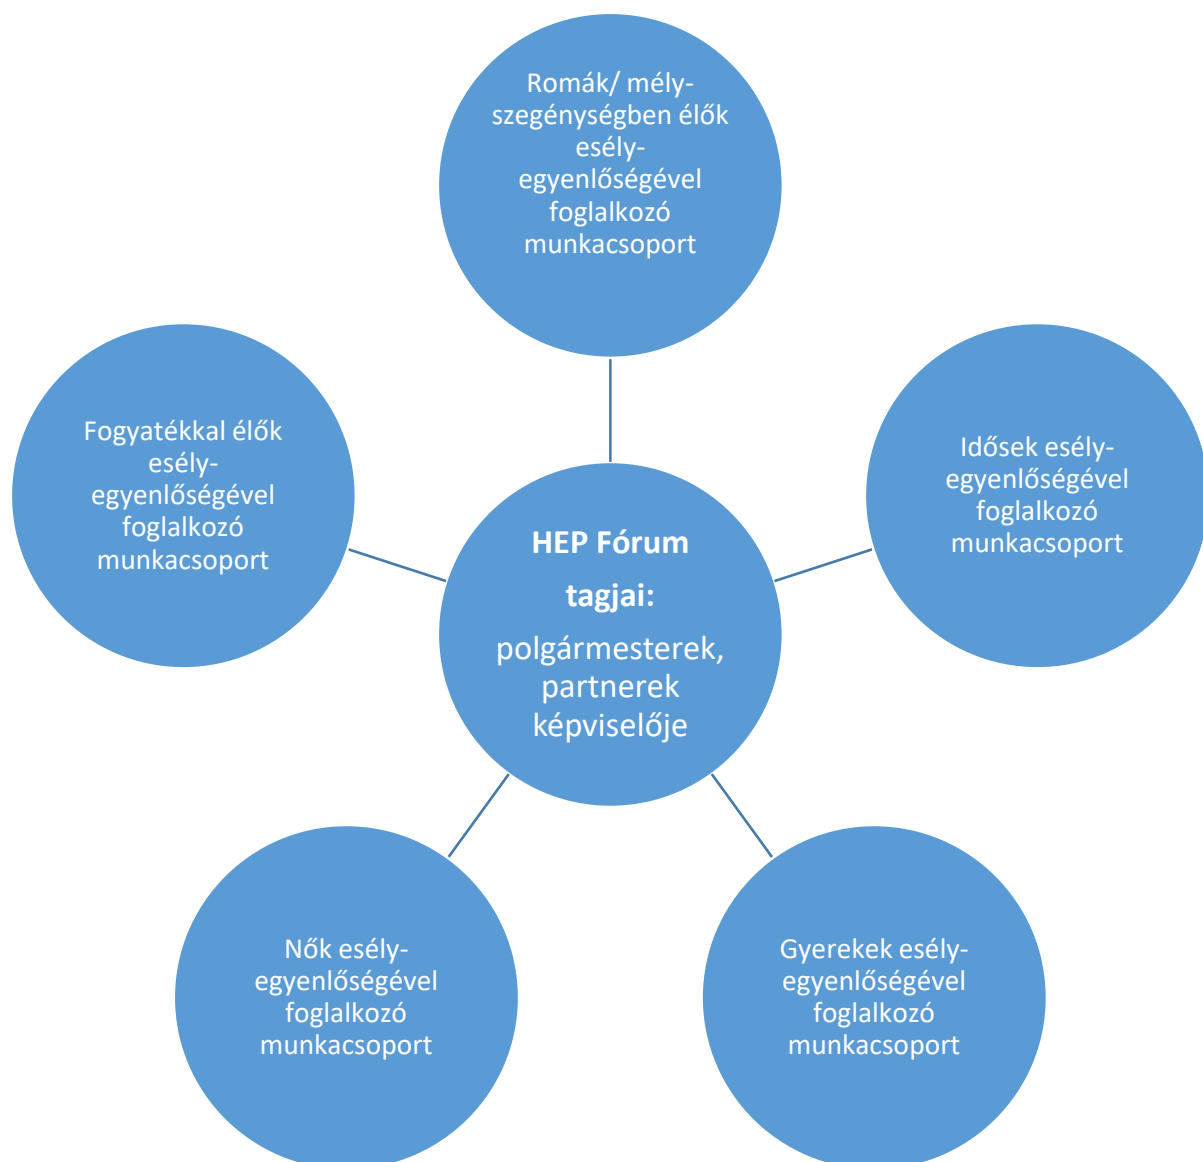 Romák/ mély-
szegénységben élők
esély-
egyenlőségével
foglalkozó
munkacsoport
Fogyatékkal élők
esély-
egyenlőségével
foglalkozó
munkacsoport
Idősek esély-
egyenlőségével
foglalkozó
munkacsoport
HEP Fórum
tagjai:
polgármesterek,
partnerek
képviselője
Nők esély-
egyenlőségével
foglalkozó
munkacsoport
Gyerekek esély-
egyenlőségével
foglalkozó
munkacsoport